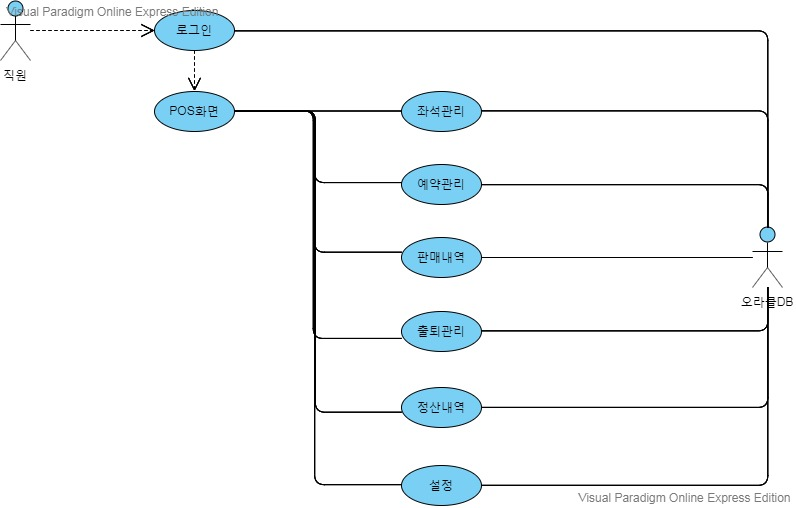 Visual Paradigm Online Express Edition
로그인
직원
POS화면
좌석관리
예약관리
판매내역
오라클DB
출퇴관리
정산내역
설정
Visual Paradigm Online Express Edition